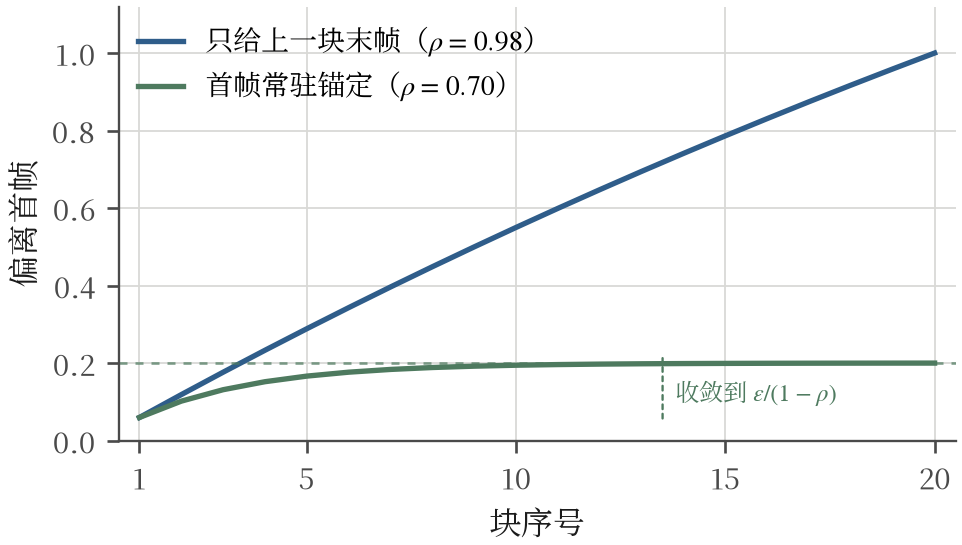 只给上一块末帧（ρ = 0.98）
首帧常驻锚定（ρ = 0.70）
偏离首帧
1.0
0.8
0.6
0.4
0.2
0.0
收敛到 ε/(1 − ρ)
1 5 10 15 20
块序号